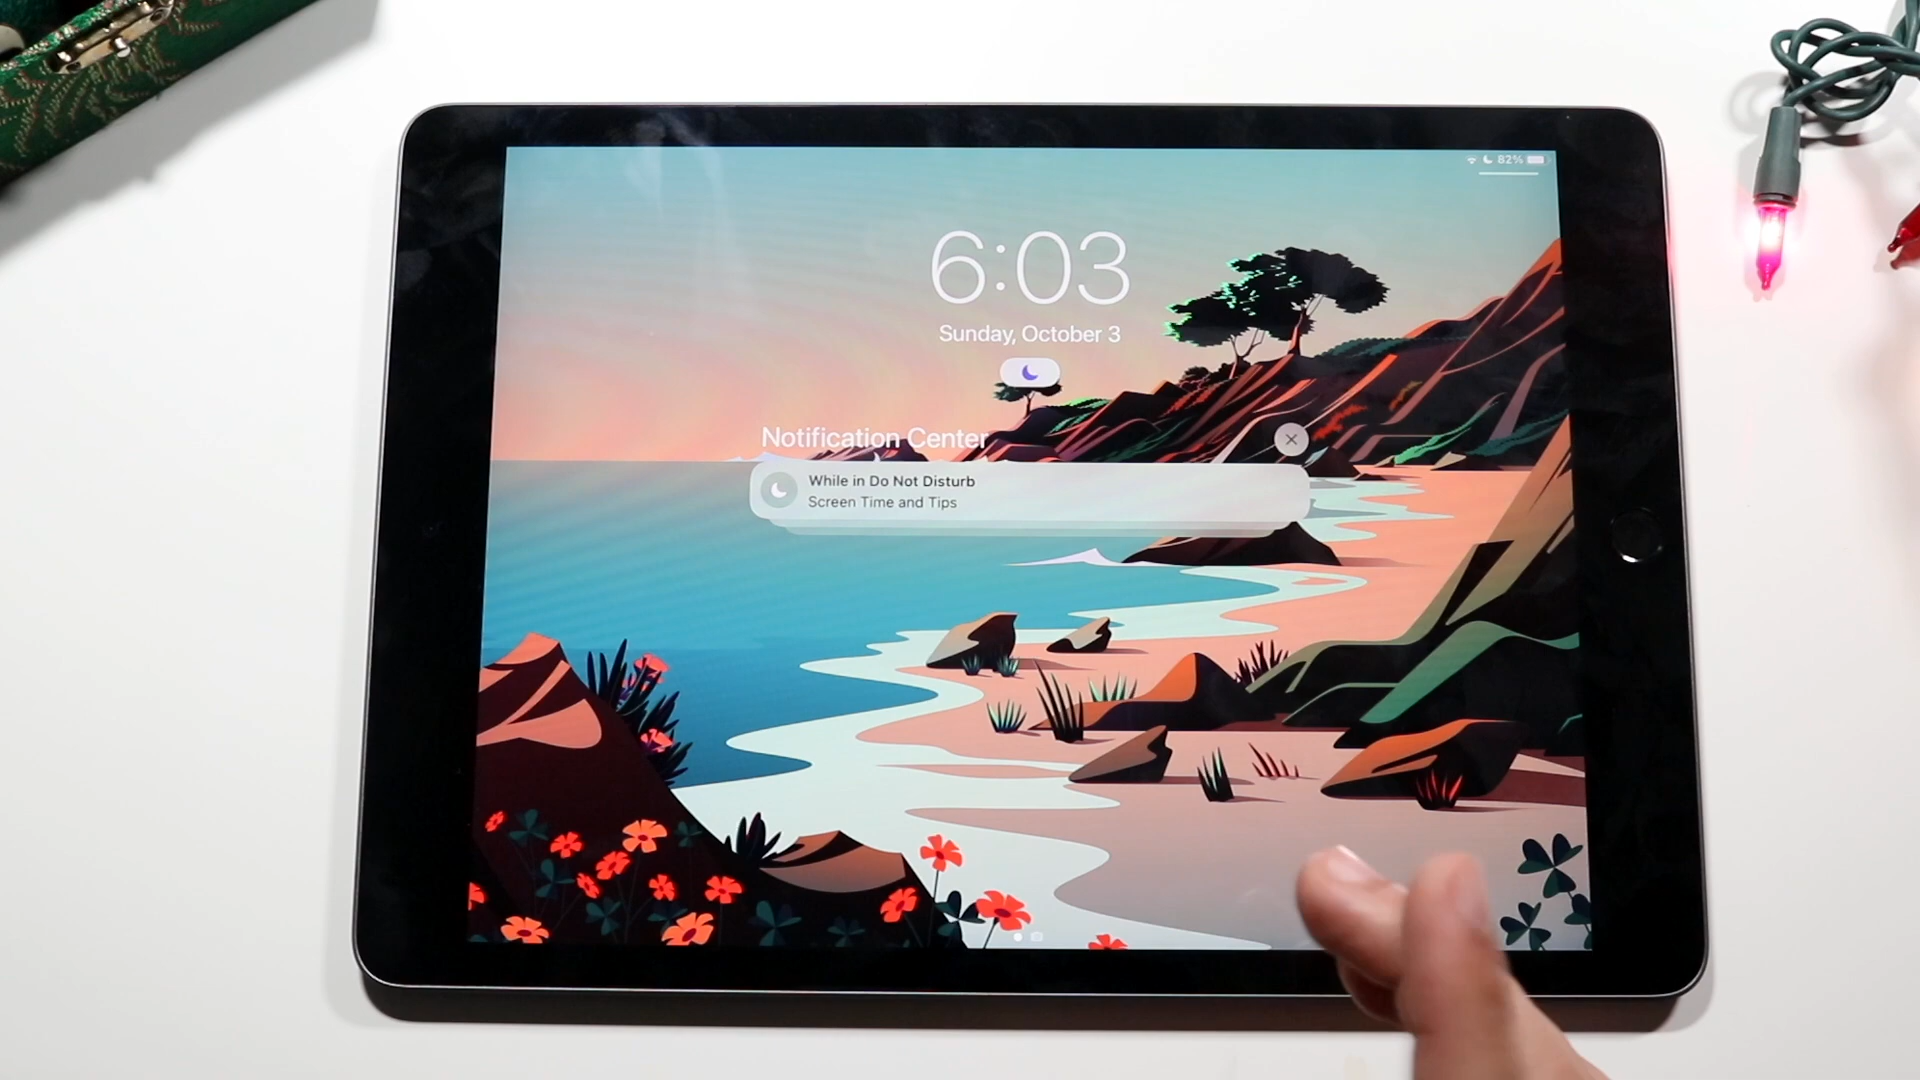 82%
6:03
Sunday, October 3
Notification Center
While in Do Not Disturb
Screen Time and Tips